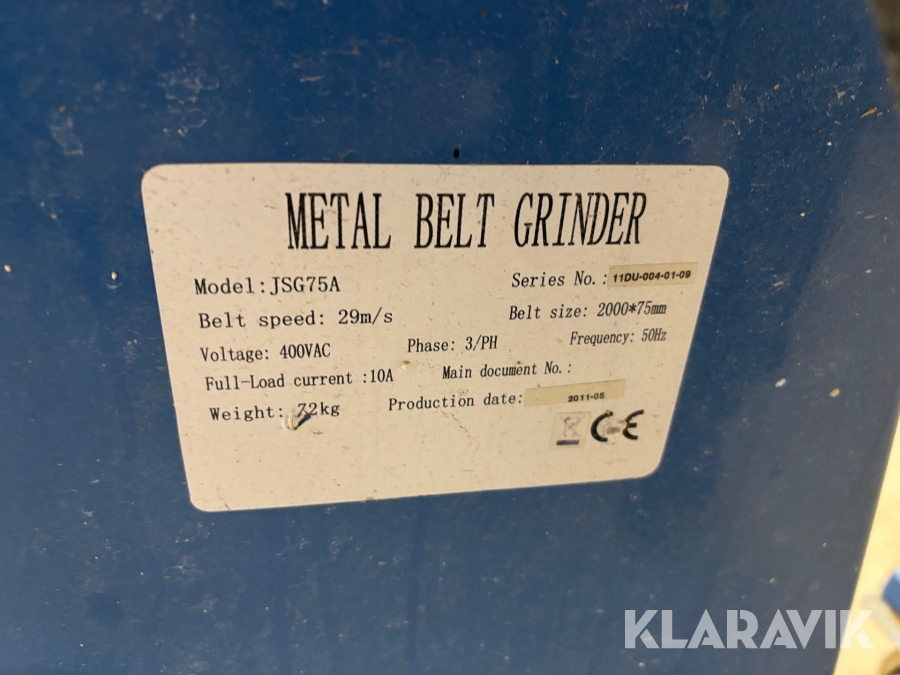 METAL BELT GRINDER
Model:JSG75A Series No.: 11DU-004-01-09
Belt speed: 29m/s Belt size: 2000*75mm
Voltage: 400VAC Phase: 3/PH Frequency: 50Hz
Full-Load current :10A Main document No.:
Weight: 72kg Production date: 2011-05
CE
KLARAVIK